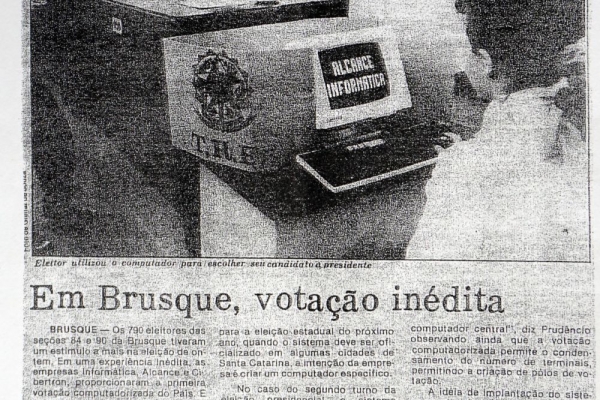 ALCANCE
INFORMATICA
T.R.E.
Eleitor utilizou o computador para escolher seu candidato à presidente
Em Brusque, votação inédita
BRUSQUE — Os 790 eleitores das
seções 84 e 90 de Brusque tiveram
um estímulo a mais na eleição de on-
tem. Em uma experiência inédita, as
empresas Informática, Alcance e Ci-
bertron, proporcionaram a primeira
votação computadorizada do País. E
para a eleição estadual do próximo
ano, quando o sistema deve ser ofi-
cializado em algumas cidades de
Santa Catarina, a intenção da empre-
sa é criar um computador específico.
No caso do segundo turno da
eleição presidencial o sistema
computador central", diz Prudêncio
observando ainda que a votação
computadorizada permite o conden-
samento do número de terminais,
permitindo a criação de pólos de vo-
tação.
A idéia de implantação do siste-